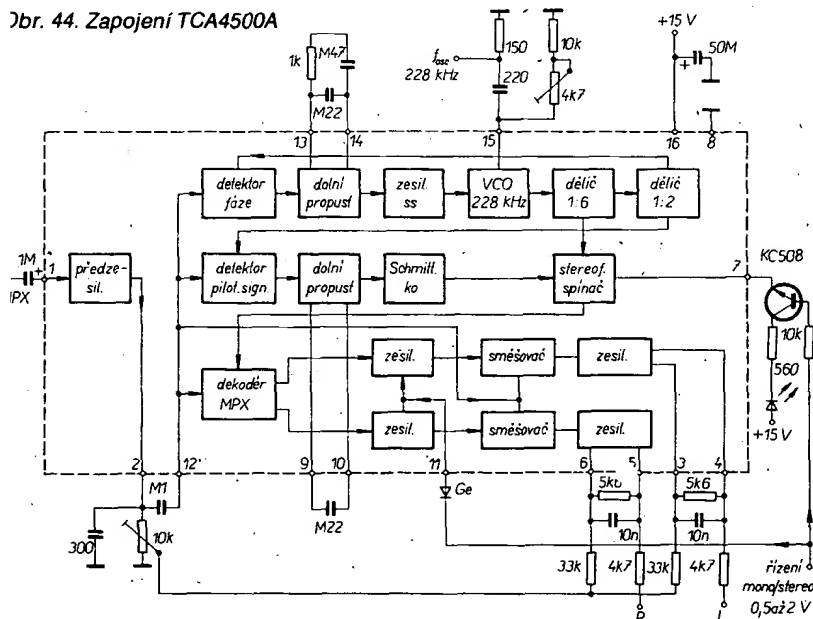 Obr. 44. Zapojení TCA4500A
+15 V
M47
1k
M22
150
10k
fosc
228 kHz
220
4k7
50M
13
14
15
16
8
detektor
fáze
dolní
propust
zesil.
ss
VCO
228 kHz
dělič
1:6
dělič
1:2
1M
+
1
MPX
předze-
sil.
detektor
pilot.sign.
dolní
propust
Schmitt.
ko
stereof.
spínač
7
KC508
10k
560
+15 V
dekodér
MPX
zesil.
směšovač
zesil.
zesil.
směšovač
zesil.
2
12
9
10
11
6
5
3
4
M1
300
10k
M22
Ge
5k6
10n
5k6
10n
33k
4k7
33k
4k7
řízení
mono/stereo
0,5až2 V